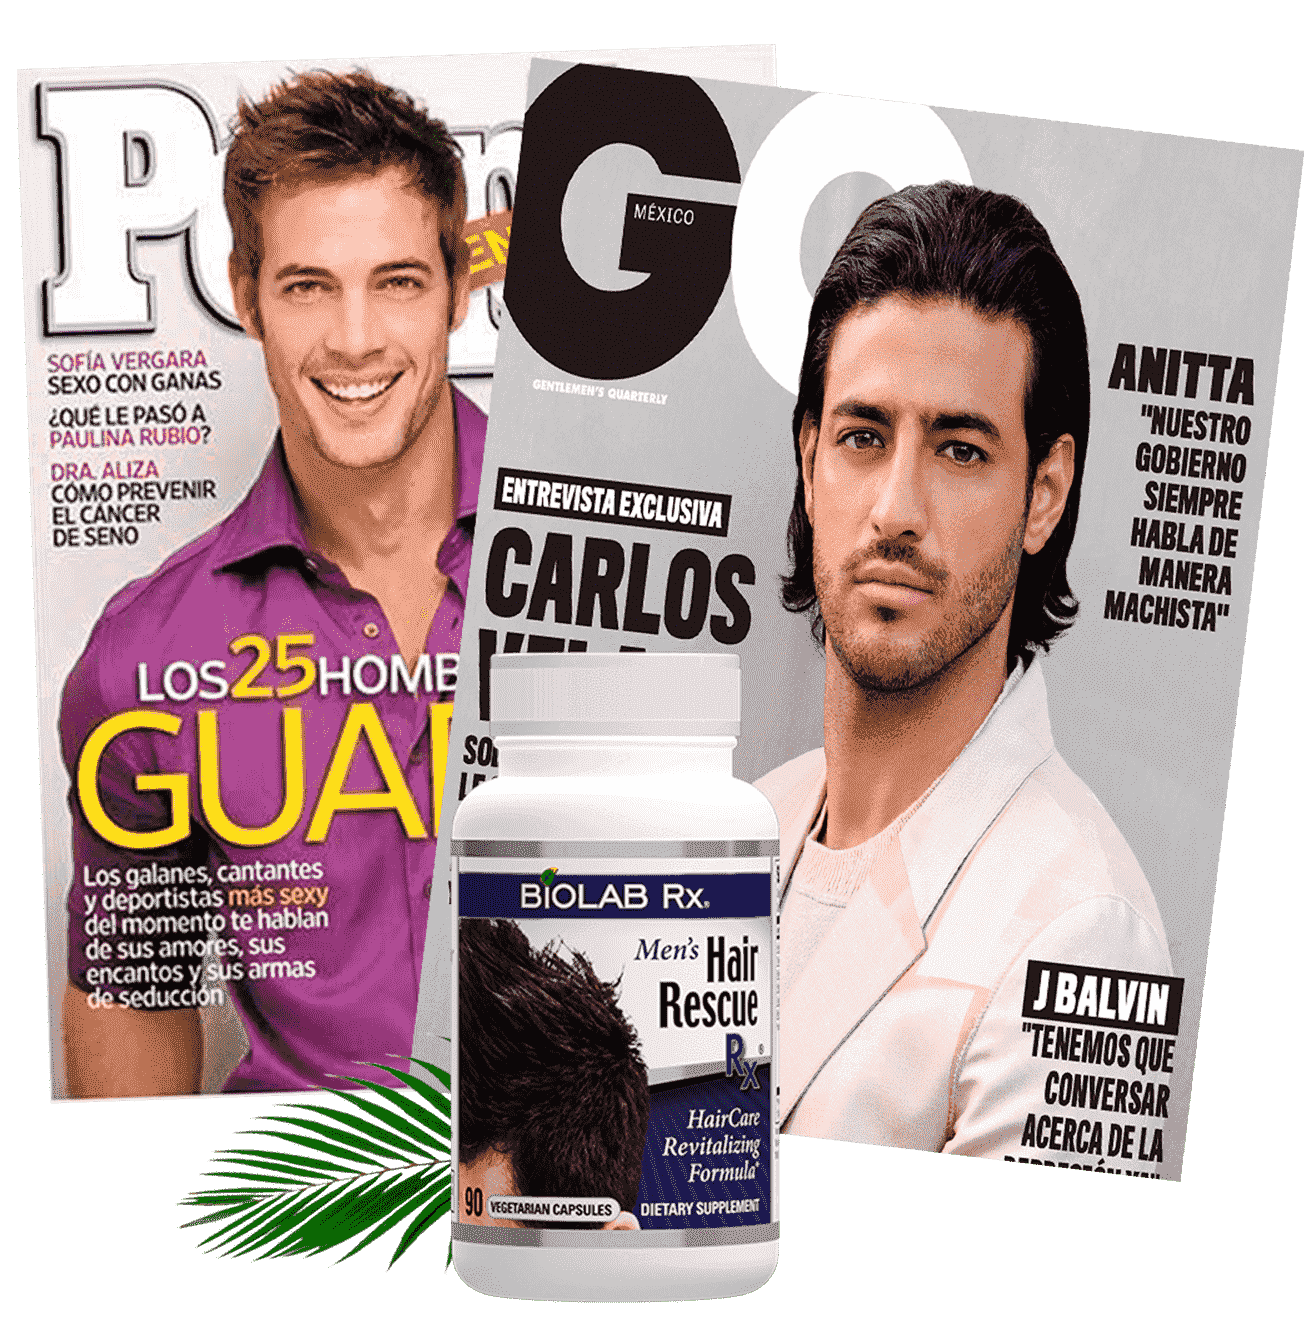 SOFÍA VERGARA
SEXO CON GANAS
¿QUÉ LE PASÓ A
PAULINA RUBIO?
DRA. ALIZA
CÓMO PREVENIR
EL CÁNCER
DE SENO
LOS 25 HOMB
GUA
Los galanes, cantantes
y deportistas más sexy
del momento te hablan
de sus amores, sus
encantos y sus armas
de seducción
GQ
MÉXICO
GENTLEMEN'S QUARTERLY
ENTREVISTA EXCLUSIVA
CARLOS
ANITTA
"NUESTRO
GOBIERNO
SIEMPRE
HABLA DE
MANERA
MACHISTA"
J BALVIN
"TENEMOS QUE
CONVERSAR
ACERCA DE LA
BIOLAB Rx®
Men's Hair
Rescue
Rx®
HairCare
Revitalizing
Formula*
90 VEGETARIAN CAPSULES
DIETARY SUPPLEMENT